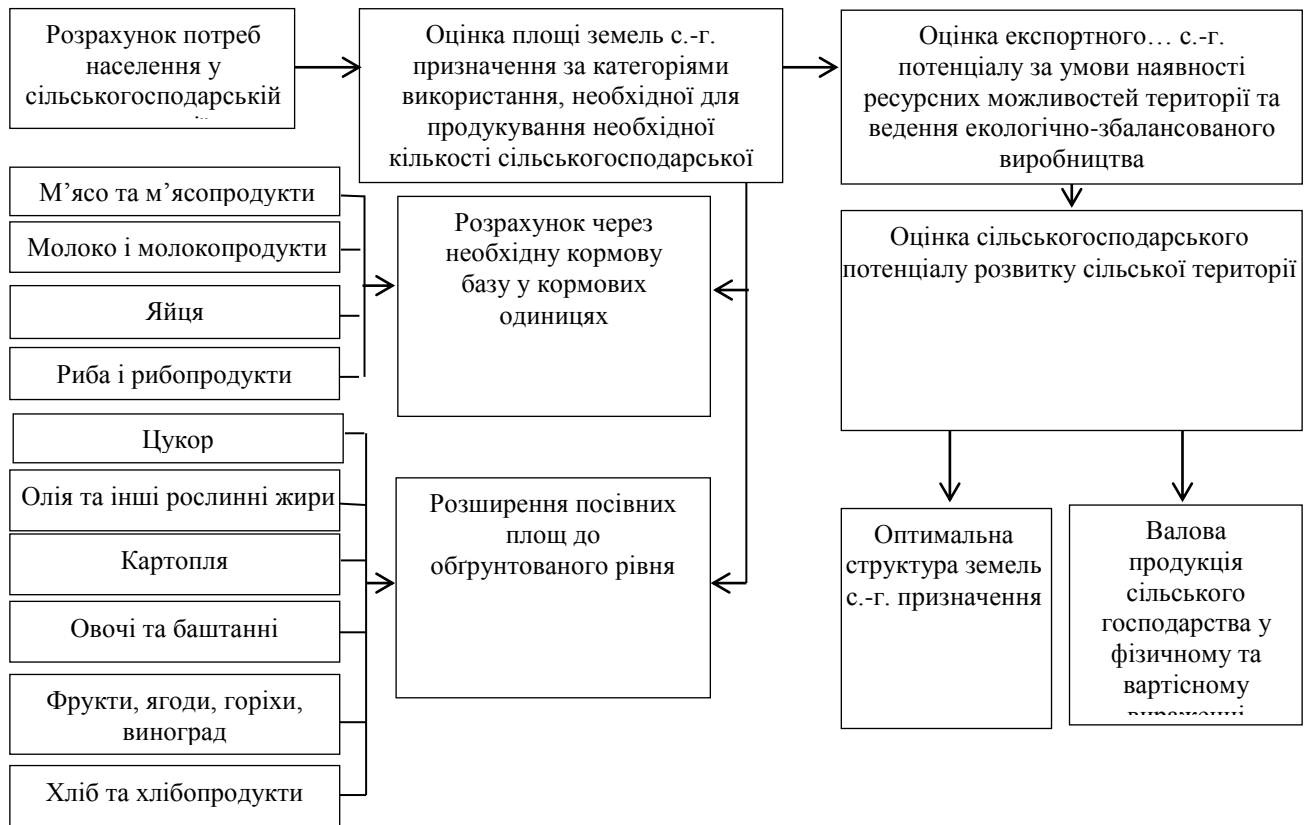 Розрахунок потреб
населення у
сільськогосподарській
Оцінка площі земель с.-г.
призначення за категоріями
використання, необхідної для
продукування необхідної
кількості сільськогосподарської
Оцінка експортного… с.-г.
потенціалу за умови наявності
ресурсних можливостей території та
ведення екологічно-збалансованого
виробництва
М’ясо та м’ясопродукти
Молоко і молокопродукти
Яйця
Риба і рибопродукти
Розрахунок через
необхідну кормову
базу у кормових
одиницях
Оцінка сільськогосподарського
потенціалу розвитку сільської території
Цукор
Олія та інші рослинні жири
Картопля
Овочі та баштанні
Фрукти, ягоди, горіхи,
виноград
Хліб та хлібопродукти
Розширення посівних
площ до
обґрунтованого рівня
Оптимальна
структура земель
с.-г. призначення
Валова
продукція
сільського
господарства у
фізичному та
вартісному
вираженні